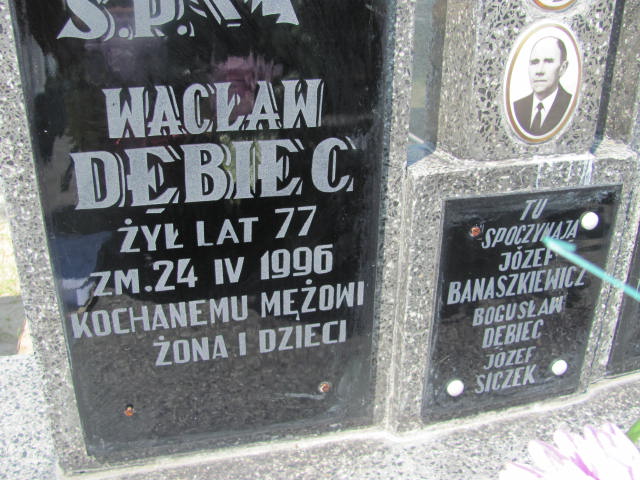 Ś.P.
WACŁAW
DĘBIEC
ŻYŁ LAT 77
ZM. 24 IV 1996
KOCHANEMU MĘŻOWI
ŻONA I DZIECI
TU
SPOCZYWAJĄ
JÓZEF
BANASZKIEWICZ
BOGUSŁAW
DĘBIEC
JÓZEF
SICZEK